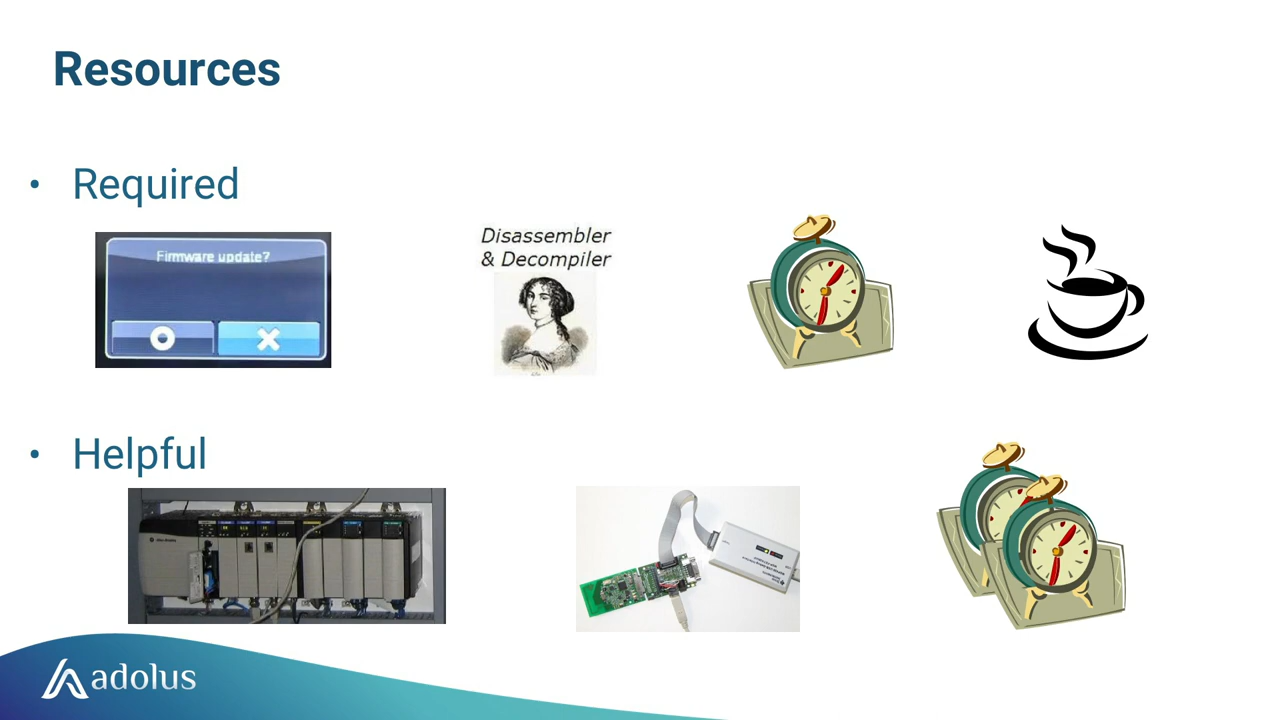 Resources
• Required
Firmware update?
Disassembler
& Decompiler
• Helpful
adolus